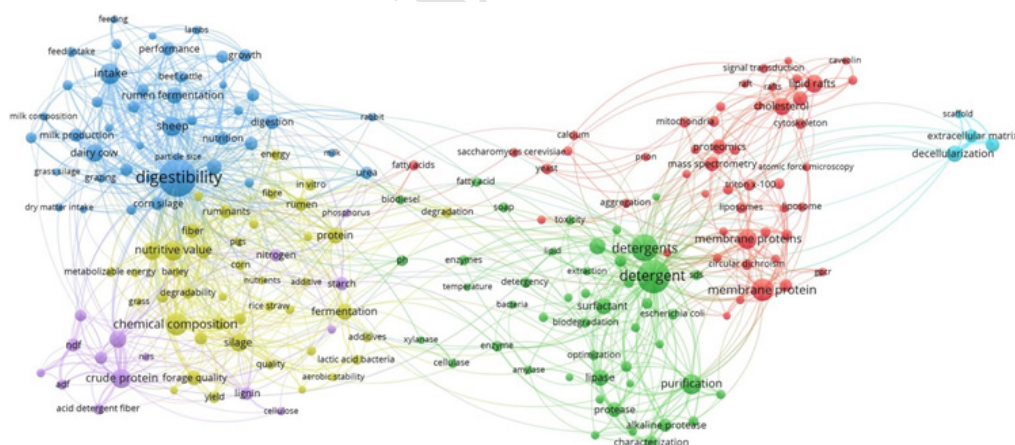 feeding
lambs
feed intake
performance
growth
intake
beef cattle
rumen fermentation
milk composition
sheep
digestion
rabbit
milk production
nutrition
dairy cow
particle size
energy
milk
grass silage
grazing
digestibility
urea
fibre
in vitro
dry matter intake
corn silage
ruminants
rumen
phosphorus
fiber
protein
pigs
nutritive value
nitrogen
metabolizable energy
barley
corn
nutrients
additive
starch
grass
degradability
rice straw
fermentation
chemical composition
silage
additives
ndf
nirs
quality
lactic acid bacteria
crude protein
forage quality
aerobic stability
adf
yield
lignin
acid detergent fiber
cellulose
calcium
saccharomyces cerevisiae
yeast
fatty acids
fatty acid
biodiesel
degradation
soap
toxicity
prion
aggregation
ph
enzymes
lipid
detergents
temperature
detergency
extraction
detergent
sds
bacteria
surfactant
escherichia coli
biodegradation
xylanase
enzyme
cellulase
optimization
amylase
lipase
purification
protease
alkaline protease
characterization
signal transduction
caveolin
raft
rafts
lipid rafts
cholesterol
mitochondria
cytoskeleton
proteomics
mass spectrometry
atomic force microscopy
triton x-100
liposomes
liposome
membrane proteins
circular dichroism
gpcr
membrane protein
scaffold
extracellular matrix
decellularization